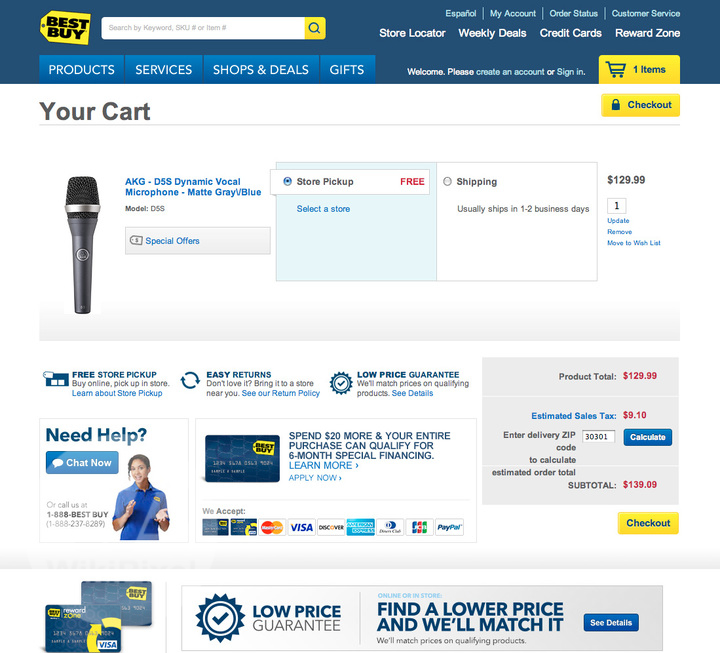 BEST BUY
Search by Keyword, SKU # or Item #
Español
My Account
Order Status
Customer Service
Store Locator
Weekly Deals
Credit Cards
Reward Zone
PRODUCTS
SERVICES
SHOPS & DEALS
GIFTS
Welcome. Please create an account or Sign in.
1 Items
Your Cart
Checkout
AKG - D5S Dynamic Vocal
Microphone - Matte Gray\/Blue
Model: D5S
Special Offers
Store Pickup
FREE
Select a store
Shipping
Usually ships in 1-2 business days
$129.99
1
Update
Remove
Move to Wish List
FREE STORE PICKUP
Buy online, pick up in store.
Learn about Store Pickup
EASY RETURNS
Don't love it? Bring it to a store
near you. See our Return Policy
LOW PRICE GUARANTEE
We'll match prices on qualifying
products. See Details
Product Total: $129.99
Estimated Sales Tax: $9.10
Enter delivery ZIP
code
to calculate
estimated order total
30301
Calculate
SUBTOTAL: $139.09
Checkout
Need Help?
Chat Now
Or call us at
1-888-BEST BUY
(1-888-237-8289)
BEST BUY
SPEND $20 MORE & YOUR ENTIRE
PURCHASE CAN QUALIFY FOR
6-MONTH SPECIAL FINANCING.
LEARN MORE ›
APPLY NOW ›
We Accept:
MasterCard
VISA
DISCOVER
AMERICAN EXPRESS
Diners Club
JCB
PayPal
BEST BUY
reward zone
VISA
LOW PRICE
GUARANTEE
ONLINE OR IN STORE:
FIND A LOWER PRICE
AND WE'LL MATCH IT
We'll match prices on qualifying products.
See Details